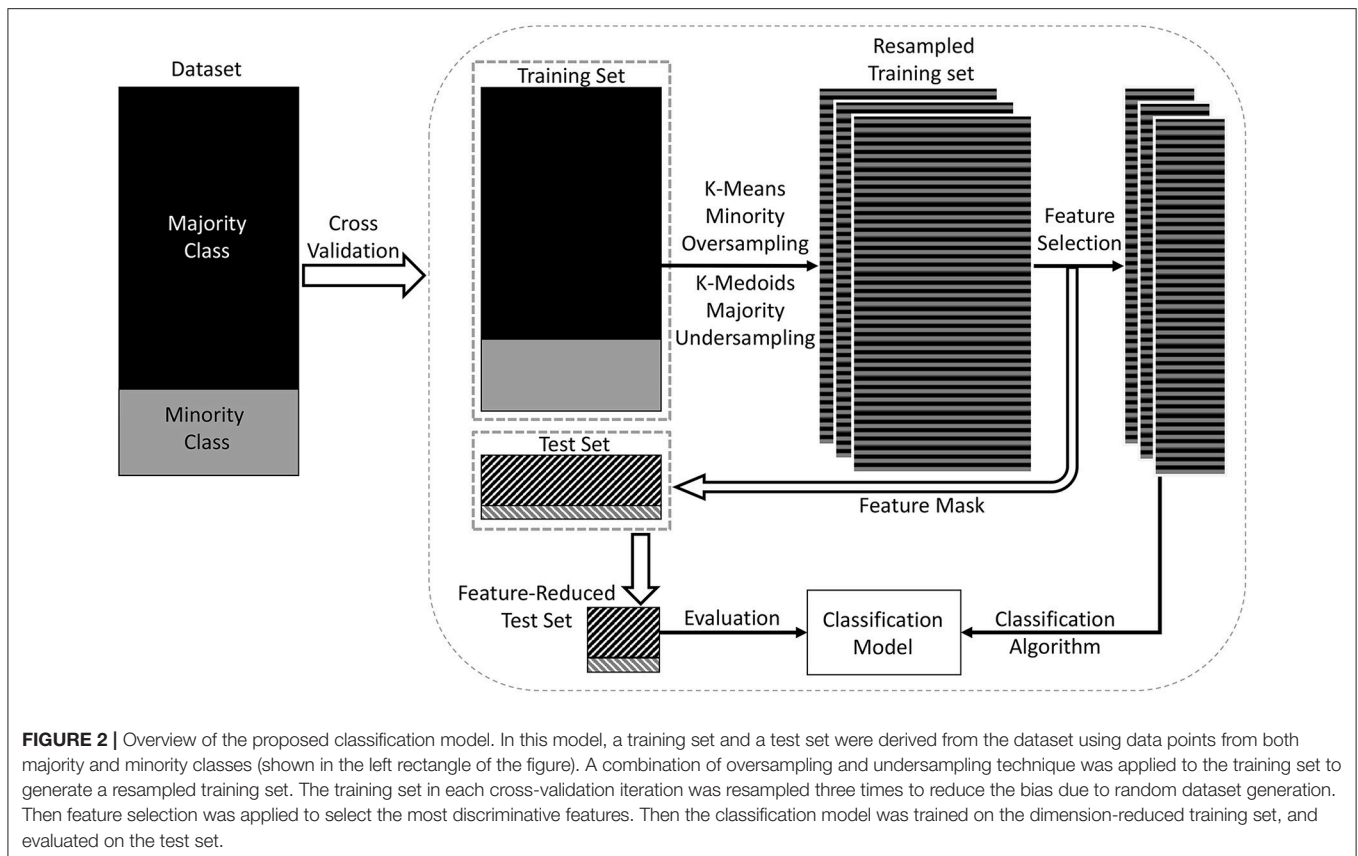 Dataset
Majority
Class
Minority
Class
Cross
Validation
Training Set
K-Means
Minority
Oversampling
K-Medoids
Majority
Undersampling
Resampled
Training set
Feature
Selection
Test Set
Feature Mask
Feature-Reduced
Test Set
Evaluation
Classification
Model
Classification
Algorithm
FIGURE 2 | Overview of the proposed classification model. In this model, a training set and a test set were derived from the dataset using data points from both
majority and minority classes (shown in the left rectangle of the figure). A combination of oversampling and undersampling technique was applied to the training set to
generate a resampled training set. The training set in each cross-validation iteration was resampled three times to reduce the bias due to random dataset generation.
Then feature selection was applied to select the most discriminative features. Then the classification model was trained on the dimension-reduced training set, and
evaluated on the test set.